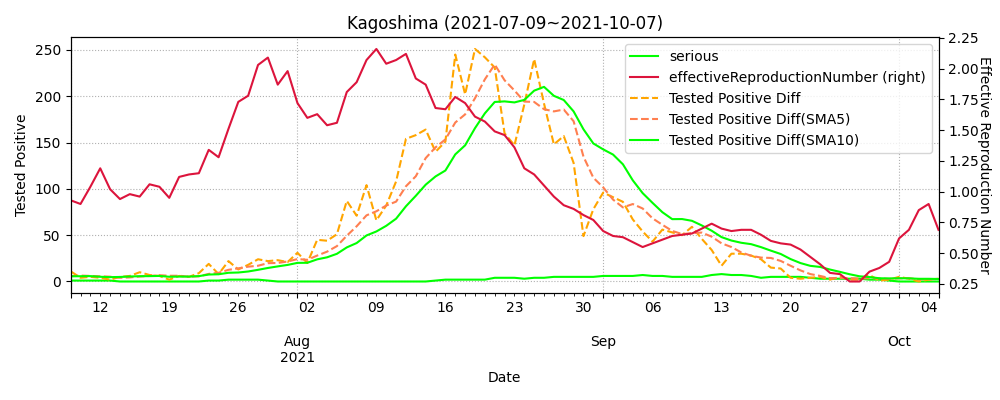 Kagoshima (2021-07-09~2021-10-07)
serious
effectiveReproductionNumber (right)
Tested Positive Diff
Tested Positive Diff(SMA5)
Tested Positive Diff(SMA10)
Tested Positive
250
200
150
100
50
0
2.25
2.00
1.75
1.50
1.25
1.00
0.75
0.50
0.25
Effective Reproduction Number
12 19 26 02 09 16 23 30 06 13 20 27 04
Aug Sep Oct
2021
Date